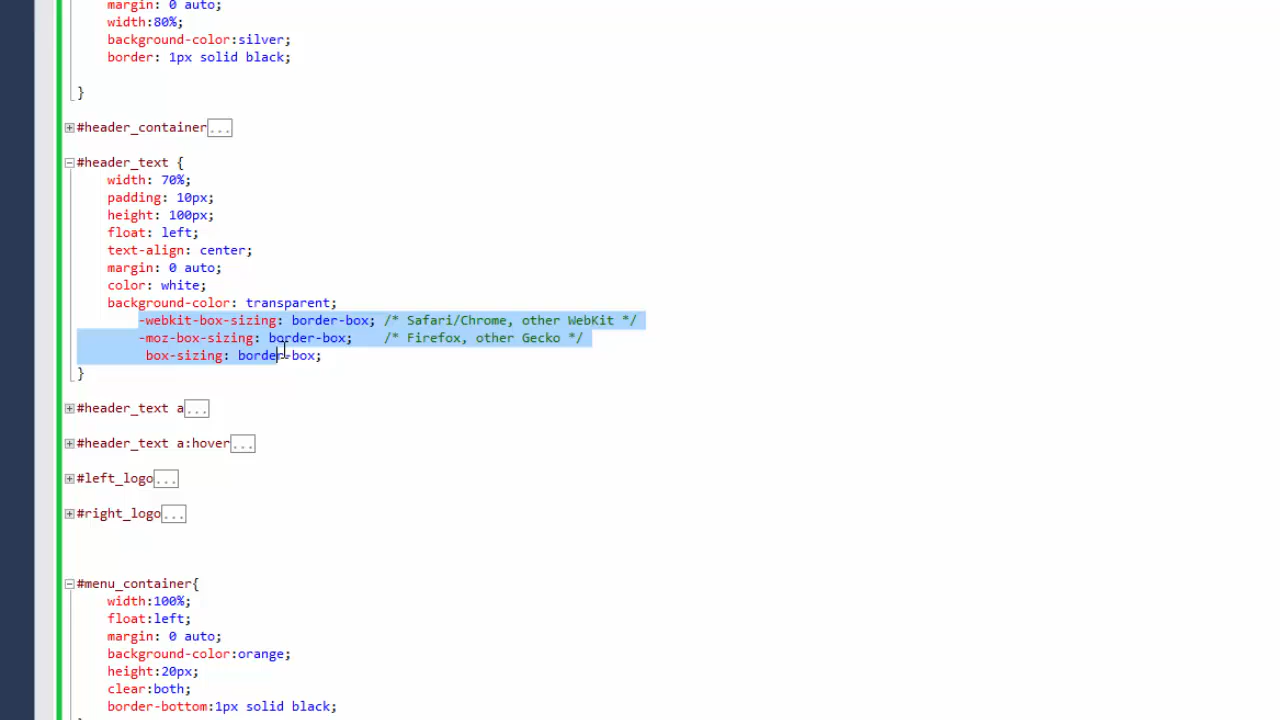 margin: 0 auto;
width:80%;
background-color:silver;
border: 1px solid black;
}
#header_container...
#header_text {
width: 70%;
padding: 10px;
height: 100px;
float: left;
text-align: center;
margin: 0 auto;
color: white;
background-color: transparent;
-webkit-box-sizing: border-box; /* Safari/Chrome, other WebKit */
-moz-box-sizing: border-box;    /* Firefox, other Gecko */
box-sizing: border-box;
}
#header_text a...
#header_text a:hover...
#left_logo...
#right_logo...
#menu_container{
width:100%;
float:left;
margin: 0 auto;
background-color:orange;
height:20px;
clear:both;
border-bottom:1px solid black;
}